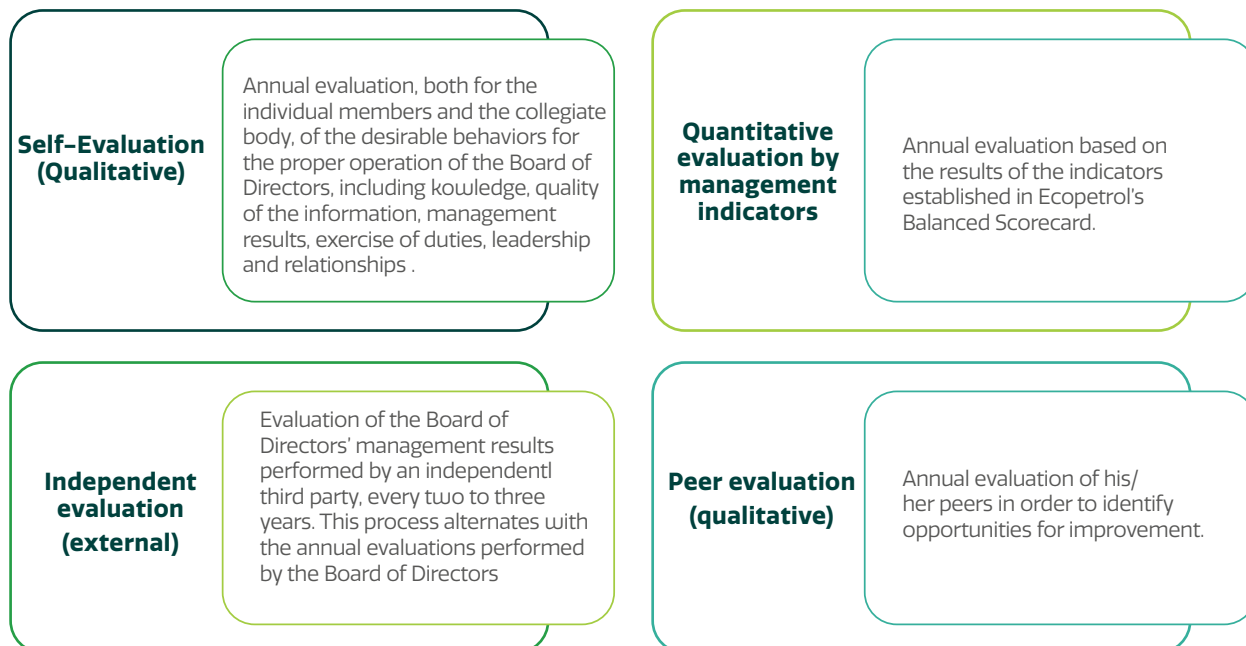 Self-Evaluation
(Qualitative)
Annual evaluation, both for the
individual members and the collegiate
body, of the desirable behaviors for
the proper operation of the Board of
Directors, including kowledge, quality
of the information, management
results, exercise of duties, leadership
and relationships .
Quantitative
evaluation by
management
indicators
Annual evaluation based on
the results of the indicators
established in Ecopetrol's
Balanced Scorecard.
Independent
evaluation
(external)
Evaluation of the Board of
Directors' management results
performed by an independentl
third party, every two to three
years. This process alternates with
the annual evaluations performed
by the Board of Directors
Peer evaluation
(qualitative)
Annual evaluation of his/
her peers in order to identify
opportunities for improvement.